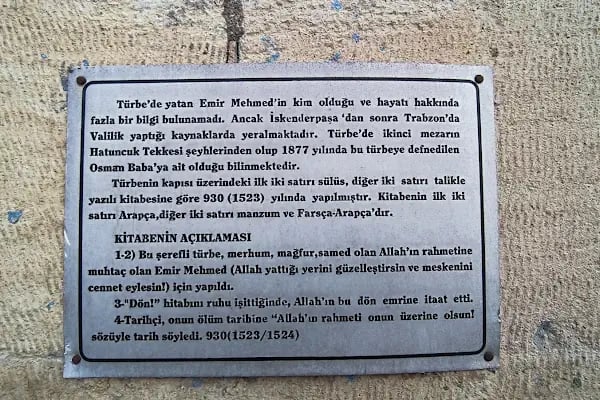 Türbe'de yatan Emir Mehmed'in kim olduğu ve hayatı hakkında
fazla bir bilgi bulunamadı. Ancak İskenderpaşa 'dan sonra Trabzon'da
Valilik yaptığı kaynaklarda yeralmaktadır. Türbe'de ikinci mezarın
Hatuncuk Tekkesi şeyhlerinden olup 1877 yılında bu türbeye defnedilen
Osman Baba'ya ait olduğu bilinmektedir.
Türbenin kapısı üzerindeki ilk iki satırı sülüs, diğer iki satırı talikle
yazılı kitabesine göre 930 (1523) yılında yapılmıştır. Kitabenin ilk iki
satırı Arapça,diğer iki satırı manzum ve Farsça-Arapça'dır.
KİTABENİN AÇIKLAMASI
1-2) Bu şerefli türbe, merhum, mağfur,samed olan Allah'ın rahmetine
muhtaç olan Emir Mehmed (Allah yattığı yerini güzelleştirsin ve meskenini
cennet eylesin!) için yapıldı.
3-"Dön!" hitabını ruhu işittiğinde, Allah'ın bu dön emrine itaat etti.
4-Tarihçi, onun ölüm tarihine "Allah'ın rahmeti onun üzerine olsun!
sözüyle tarih söyledi. 930(1523/1524)